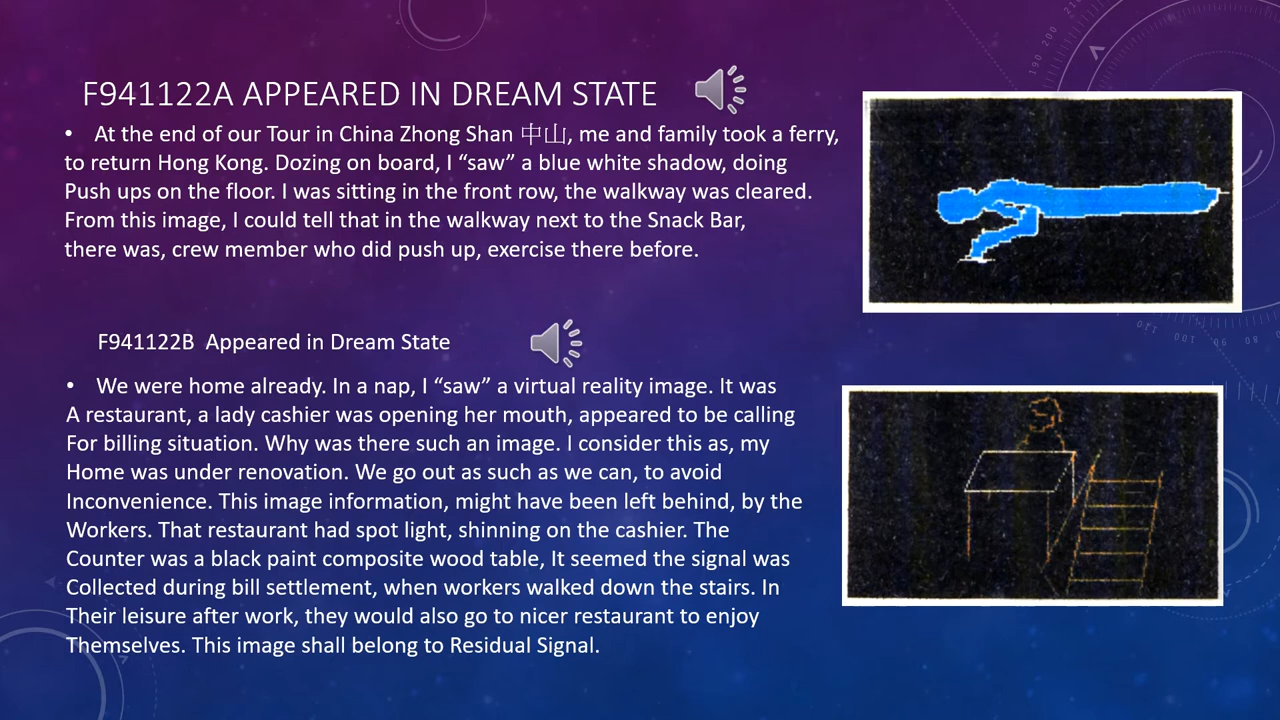 F941122A APPEARED IN DREAM STATE
• At the end of our Tour in China Zhong Shan 中山, me and family took a ferry,
to return Hong Kong. Dozing on board, I “saw” a blue white shadow, doing
Push ups on the floor. I was sitting in the front row, the walkway was cleared.
From this image, I could tell that in the walkway next to the Snack Bar,
there was, crew member who did push up, exercise there before.
F941122B Appeared in Dream State
• We were home already. In a nap, I “saw” a virtual reality image. It was
A restaurant, a lady cashier was opening her mouth, appeared to be calling
For billing situation. Why was there such an image. I consider this as, my
Home was under renovation. We go out as such as we can, to avoid
Inconvenience. This image information, might have been left behind, by the
Workers. That restaurant had spot light, shinning on the cashier. The
Counter was a black paint composite wood table, It seemed the signal was
Collected during bill settlement, when workers walked down the stairs. In
Their leisure after work, they would also go to nicer restaurant to enjoy
Themselves. This image shall belong to Residual Signal.